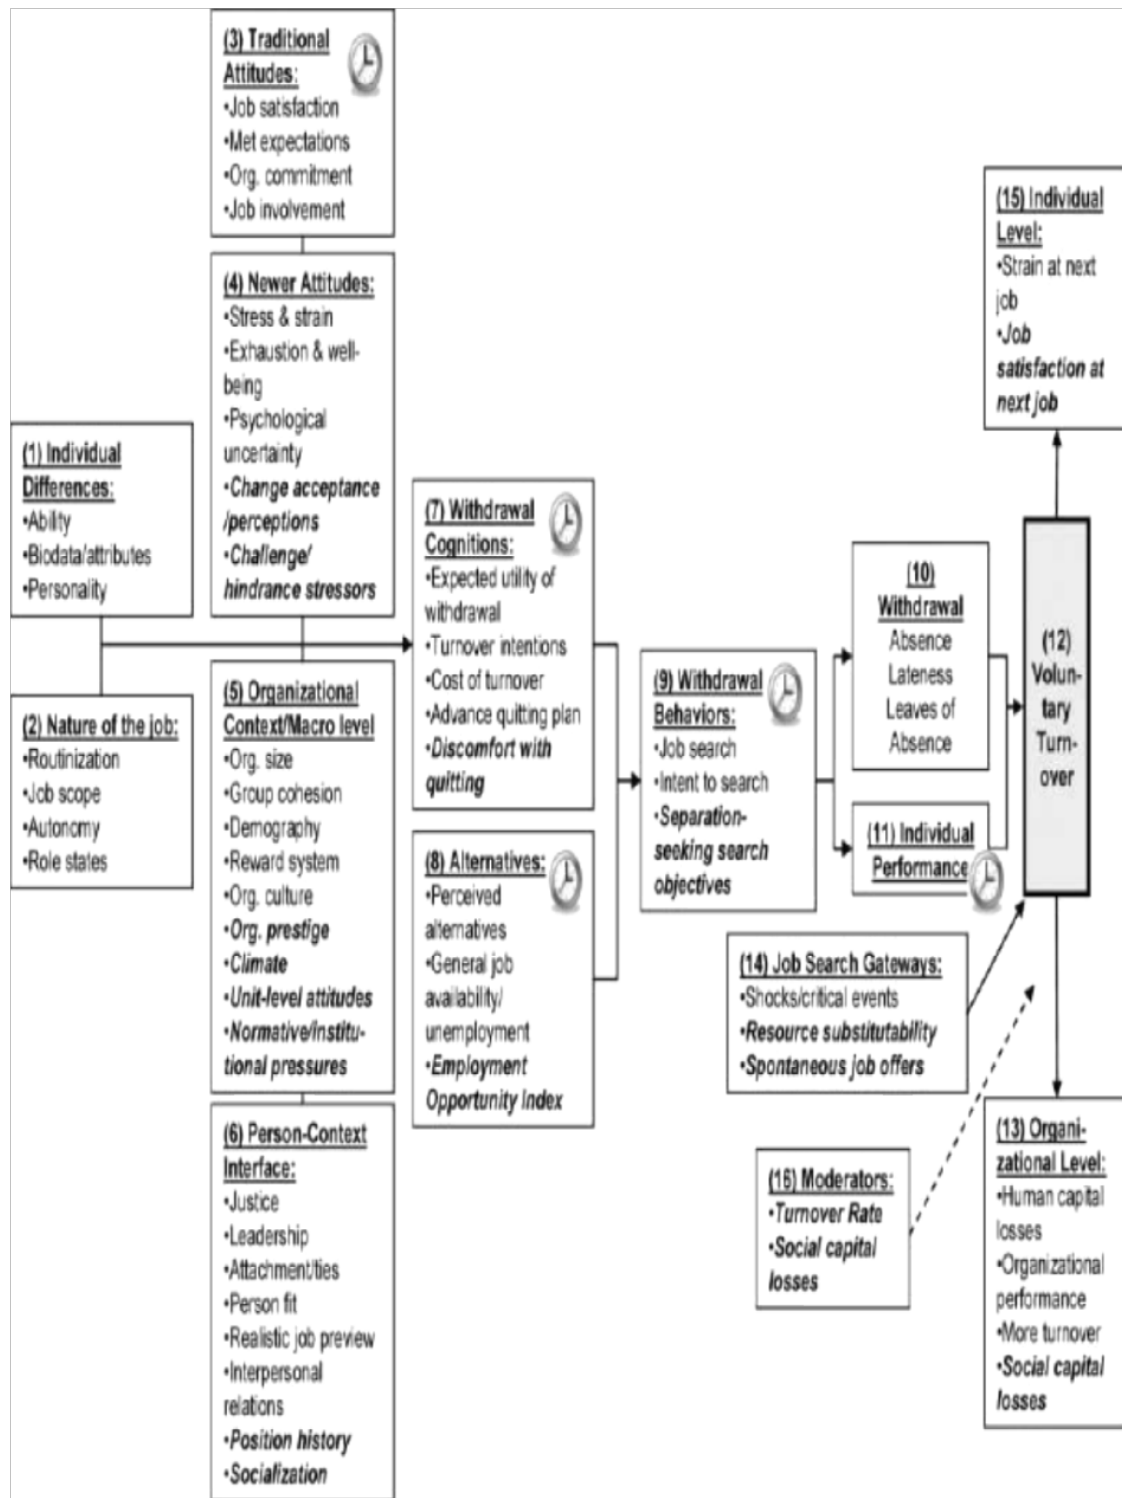 (3) Traditional
Attitudes:
•Job satisfaction
•Met expectations
•Org. commitment
•Job involvement
(4) Newer Attitudes:
•Stress & strain
•Exhaustion & well-
being
•Psychological
uncertainty
•Change acceptance
/perceptions
•Challenge/
hindrance stressors
(1) Individual
Differences:
•Ability
•Biodata/attributes
•Personality
(2) Nature of the job:
•Routinization
•Job scope
•Autonomy
•Role states
(5) Organizational
Context/Macro level
•Org. size
•Group cohesion
•Demography
•Reward system
•Org. culture
•Org. prestige
•Climate
•Unit-level attitudes
•Normative/institu-
tional pressures
(6) Person-Context
Interface:
•Justice
•Leadership
•Attachment/ties
•Person fit
•Realistic job preview
•Interpersonal
relations
•Position history
•Socialization
(7) Withdrawal
Cognitions:
•Expected utility of
withdrawal
•Turnover intentions
•Cost of turnover
•Advance quitting plan
•Discomfort with
quitting
(8) Alternatives:
•Perceived
alternatives
•General job
availability/
unemployment
•Employment
Opportunity Index
(9) Withdrawal
Behaviors:
•Job search
•Intent to search
•Separation-
seeking search
objectives
(10)
Withdrawal
Absence
Lateness
Leaves of
Absence
(11) Individual
Performance
(12)
Volun-
tary
Turn-
over
(14) Job Search Gateways:
•Shocks/critical events
•Resource substitutability
•Spontaneous job offers
(16) Moderators:
•Turnover Rate
•Social capital
losses
(15) Individual
Level:
•Strain at next
job
•Job
satisfaction at
next job
(13) Organi-
zational Level:
•Human capital
losses
•Organizational
performance
•More turnover
•Social capital
losses